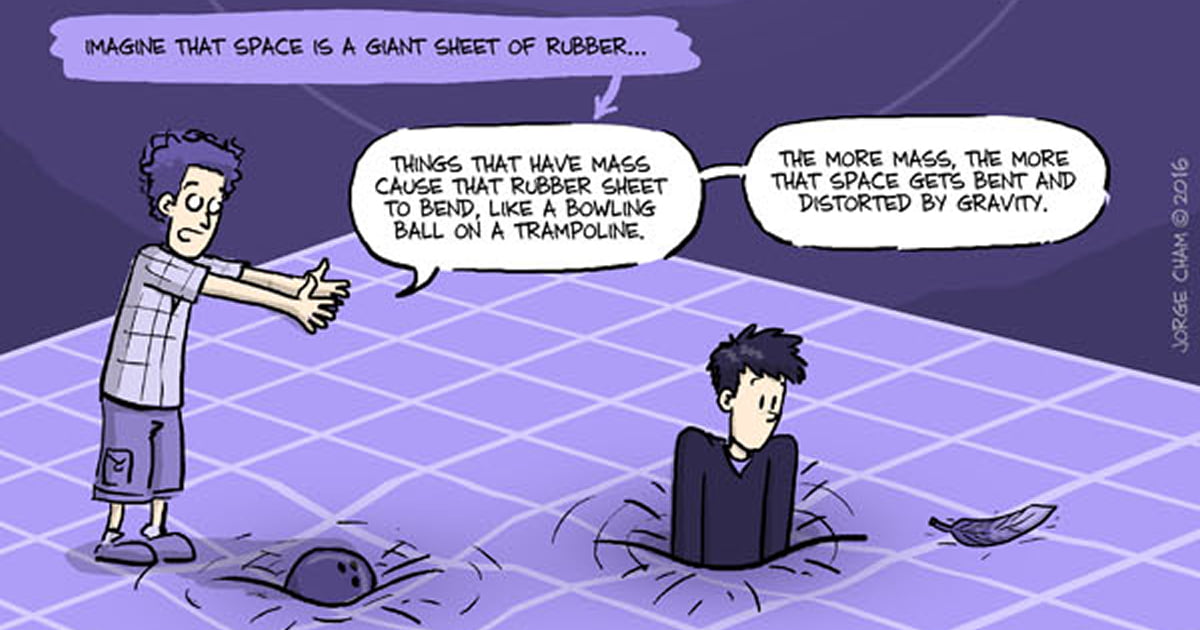 IMAGINE THAT SPACE IS A GIANT SHEET OF RUBBER...
THINGS THAT HAVE MASS
CAUSE THAT RUBBER SHEET
TO BEND, LIKE A BOWLING
BALL ON A TRAMPOLINE.
THE MORE MASS, THE MORE
THAT SPACE GETS BENT AND
DISTORTED BY GRAVITY.
JORGE CHAM © 2016